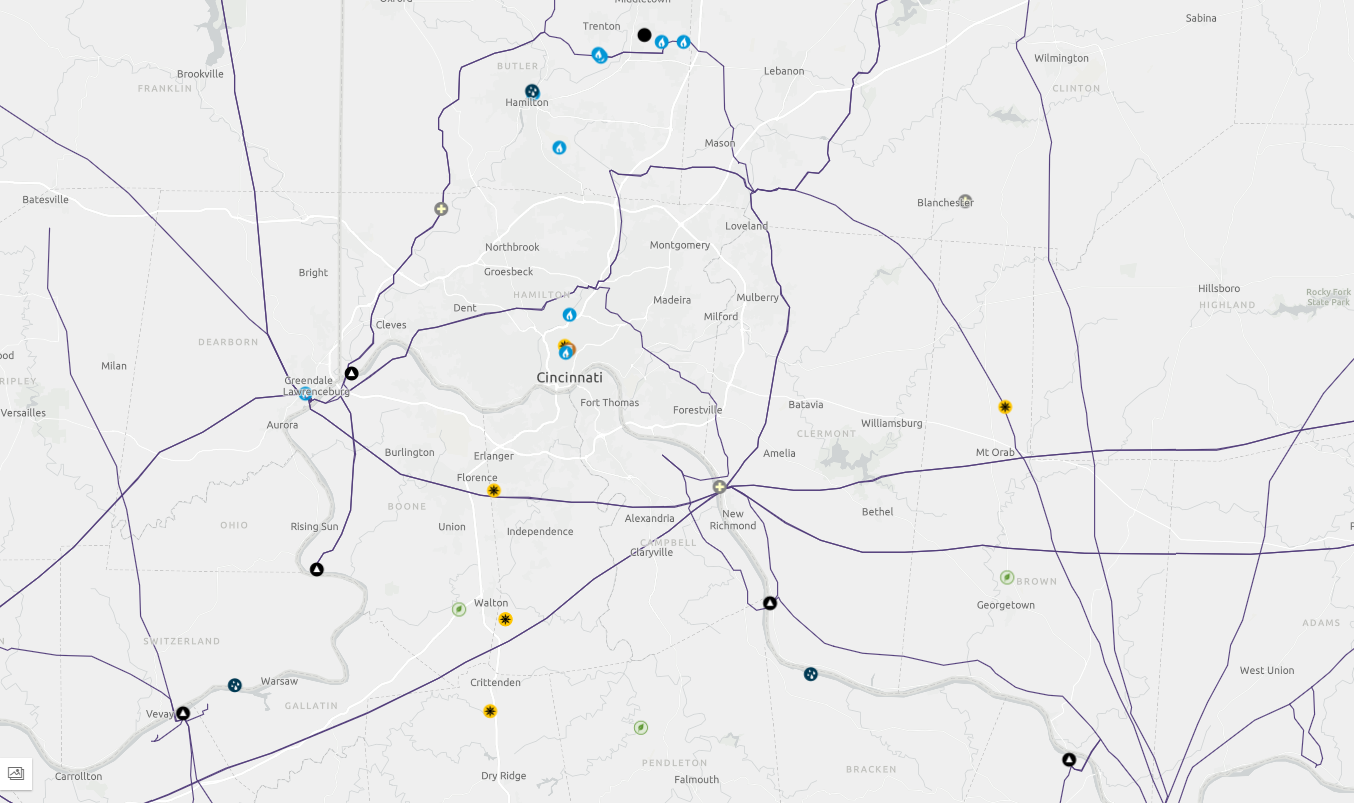 Oxford
Middletown
Sabina
Trenton
Wilmington
BUTLER
Lebanon
Brookville
FRANKLIN
CLINTON
Hamilton
Mason
Batesville
Blanchester
Loveland
Northbrook
Montgomery
Bright
Groesbeck
Hillsboro
HAMILTON
Rocky Fork
State Park
Madeira
Mulberry
HIGHLAND
Dent
Milford
Cleves
DEARBORN
ood
Milan
RIPLEY
Greendale
Cincinnati
Lawrenceburg
Fort Thomas
Forestville
Batavia
Versailles
Aurora
Williamsburg
CLERMONT
Burlington
Erlanger
Amelia
Mt Orab
Florence
BOONE
Bethel
New
Richmond
Alexandria
OHIO
Rising Sun
Union
Independence
CAMPBELL
Claryville
BROWN
Walton
Georgetown
ADAMS
SWITZERLAND
West Union
Warsaw
Crittenden
GALLATIN
Vevay
PENDLETON
BRACKEN
Carrollton
Dry Ridge
Falmouth